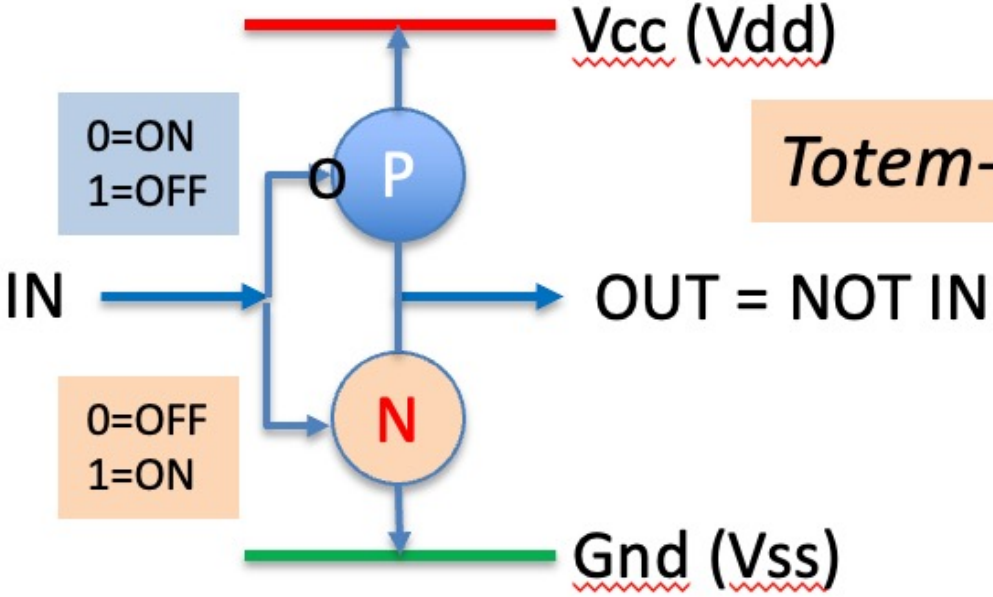 Vcc (Vdd)
0=ON
1=OFF
O
P
Totem-
IN
OUT = NOT IN
0=OFF
1=ON
N
Gnd (Vss)